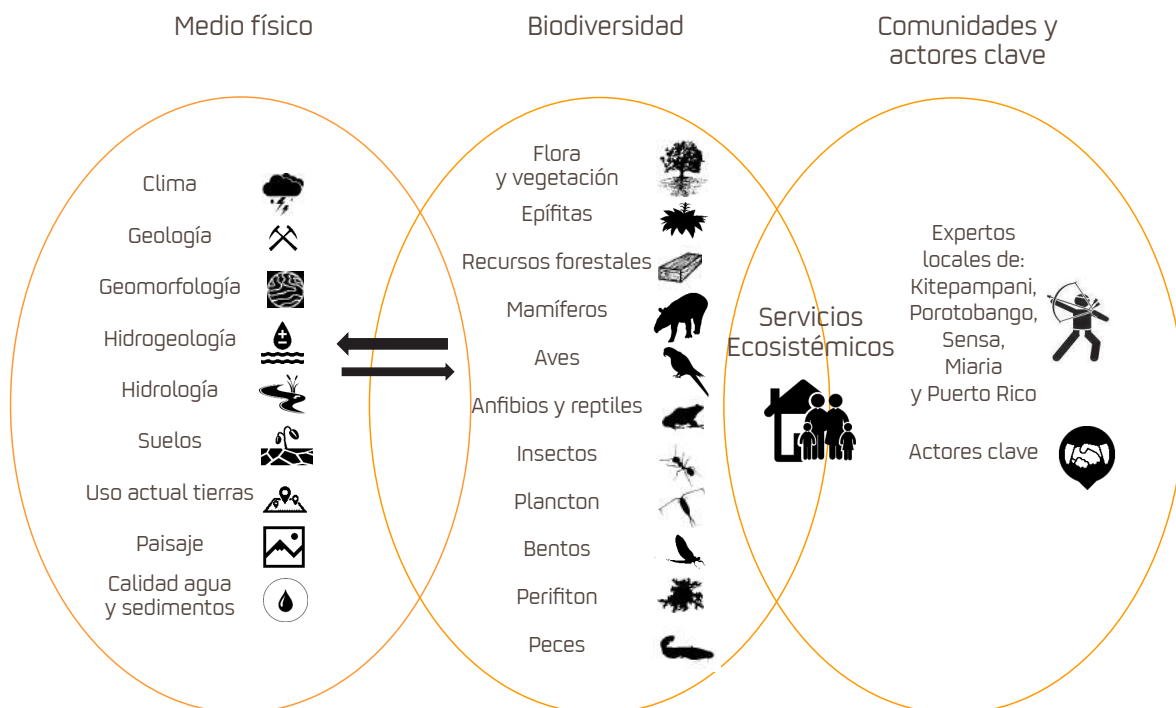 Medio físico
Biodiversidad
Comunidades y
actores clave
Clima
Geología
Geomorfología
Hidrogeología
Hidrología
Suelos
Uso actual tierras
Paisaje
Calidad agua
y sedimentos
Flora
y vegetación
Epífitas
Recursos forestales
Mamíferos
Aves
Anfibios y reptiles
Insectos
Plancton
Bentos
Perifiton
Peces
Servicios
Ecosistémicos
Expertos
locales de:
Kitepampani,
Porotobango,
Sensa,
Miaria
y Puerto Rico
Actores clave